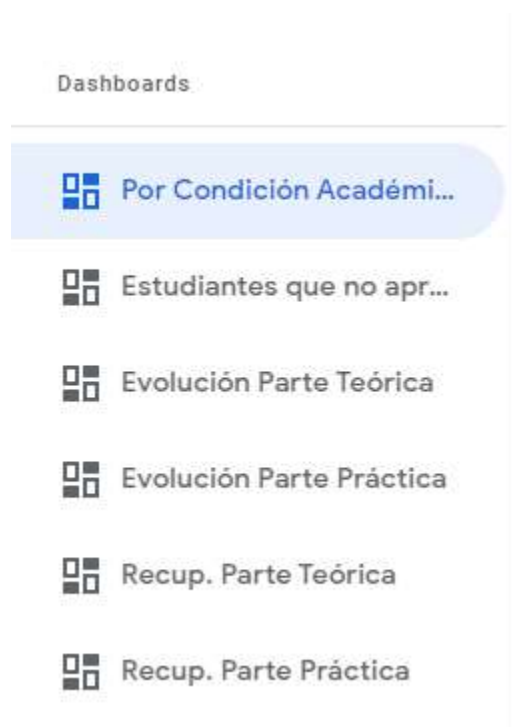 Dashboards
Por Condición Académi...
Estudiantes que no apr...
Evolución Parte Teórica
Evolución Parte Práctica
Recup. Parte Teórica
Recup. Parte Práctica